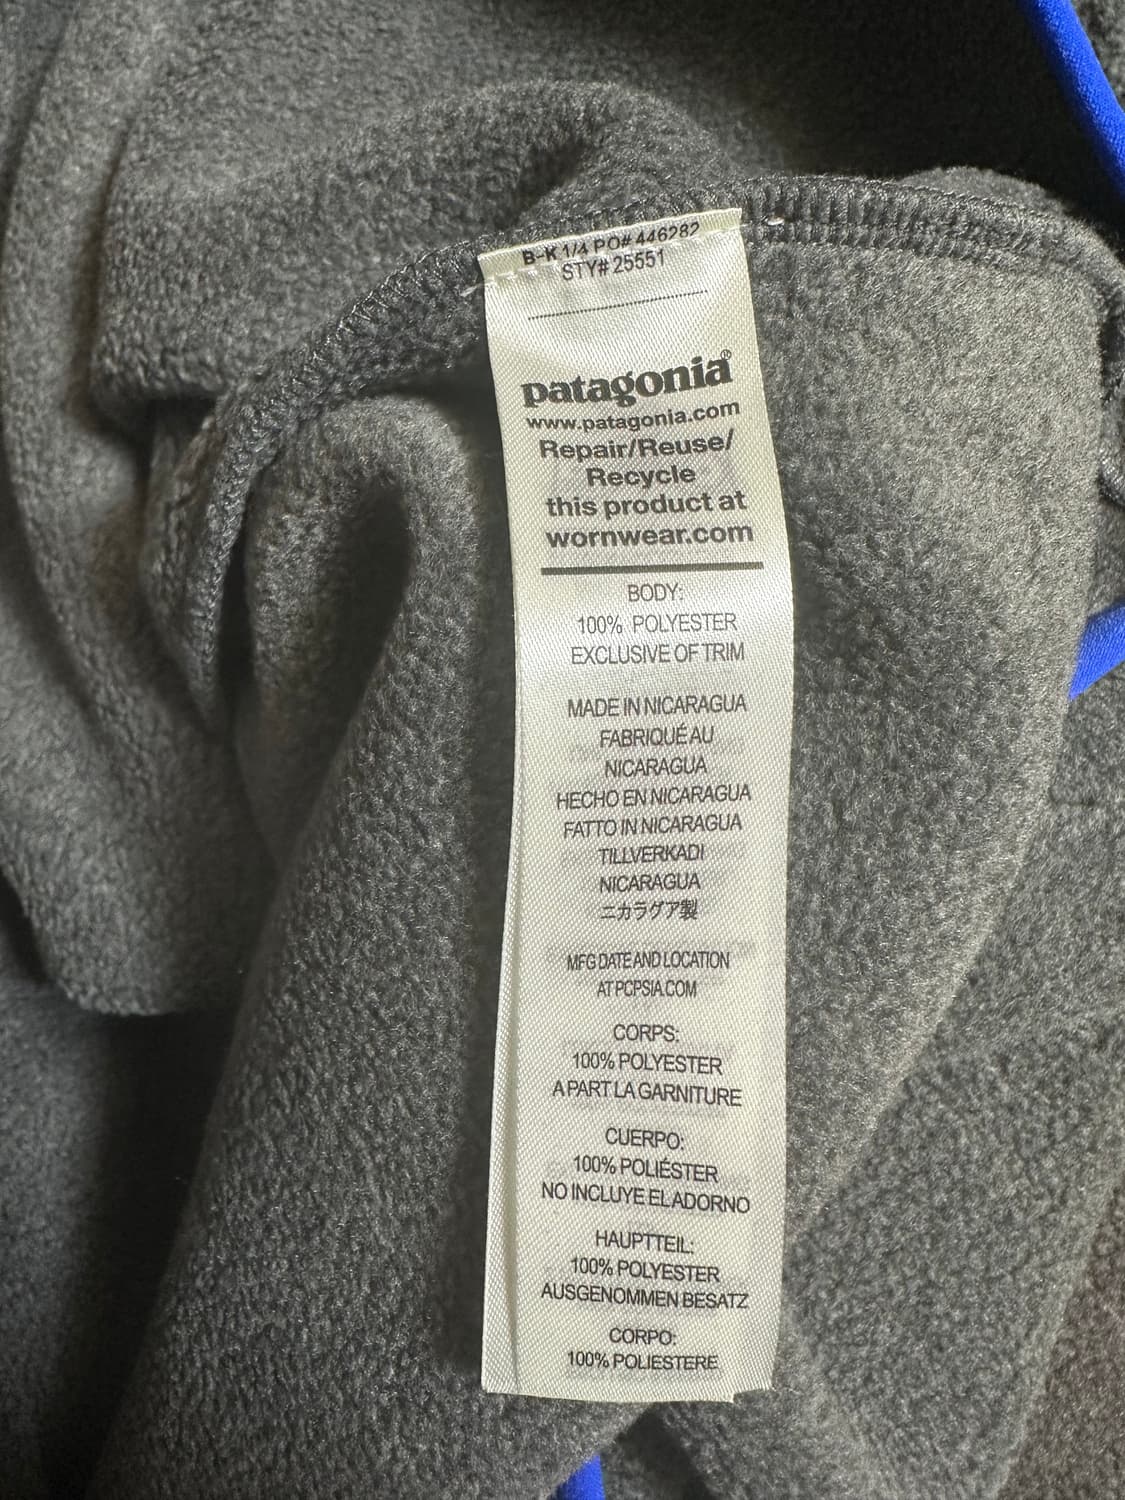 B-K 1/4 PO# 446282
STY# 25551
patagonia®
www.patagonia.com
Repair/Reuse/
Recycle
this product at
wornwear.com
BODY:
100% POLYESTER
EXCLUSIVE OF TRIM
MADE IN NICARAGUA
FABRIQUÉ AU
NICARAGUA
HECHO EN NICARAGUA
FATTO IN NICARAGUA
TILLVERKAD I
NICARAGUA
ニカラグア製
MFG DATE AND LOCATION
AT PCPSIA.COM
CORPS:
100% POLYESTER
A PART LA GARNITURE
CUERPO:
100% POLIÉSTER
NO INCLUYE EL ADORNO
HAUPTTEIL:
100% POLYESTER
AUSGENOMMEN BESATZ
CORPO:
100% POLIESTERE